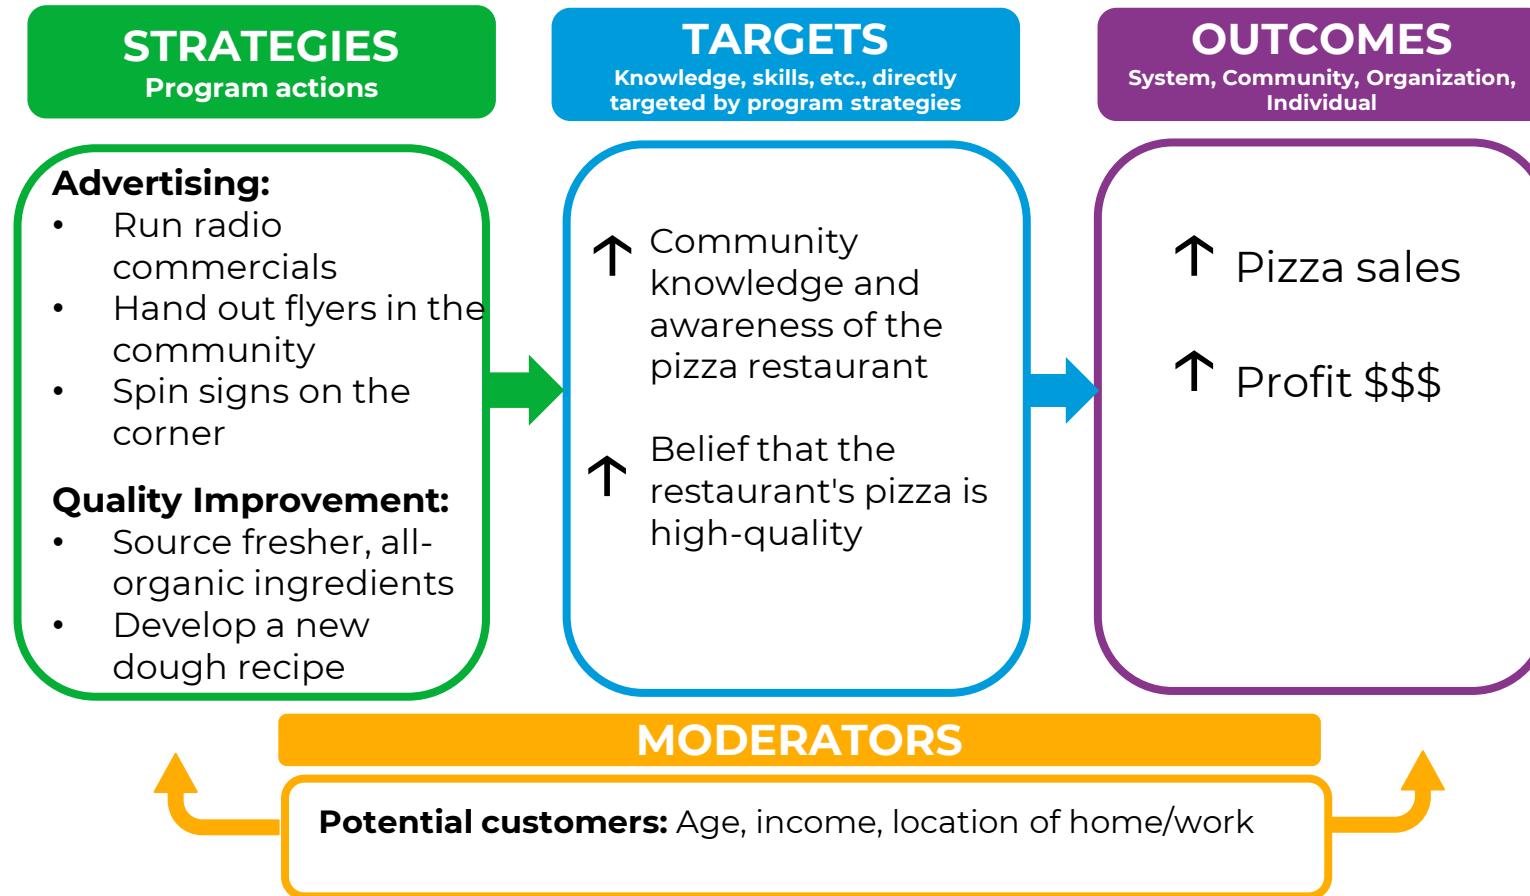 STRATEGIES
Program actions
Advertising:
• Run radio
commercials
• Hand out flyers in the
community
• Spin signs on the
corner
Quality Improvement:
• Source fresher, all-
organic ingredients
• Develop a new
dough recipe
TARGETS
Knowledge, skills, etc., directly
targeted by program strategies
↑ Community
knowledge and
awareness of the
pizza restaurant
↑ Belief that the
restaurant's pizza is
high-quality
OUTCOMES
System, Community, Organization,
Individual
↑ Pizza sales
↑ Profit $$$
MODERATORS
Potential customers: Age, income, location of home/work